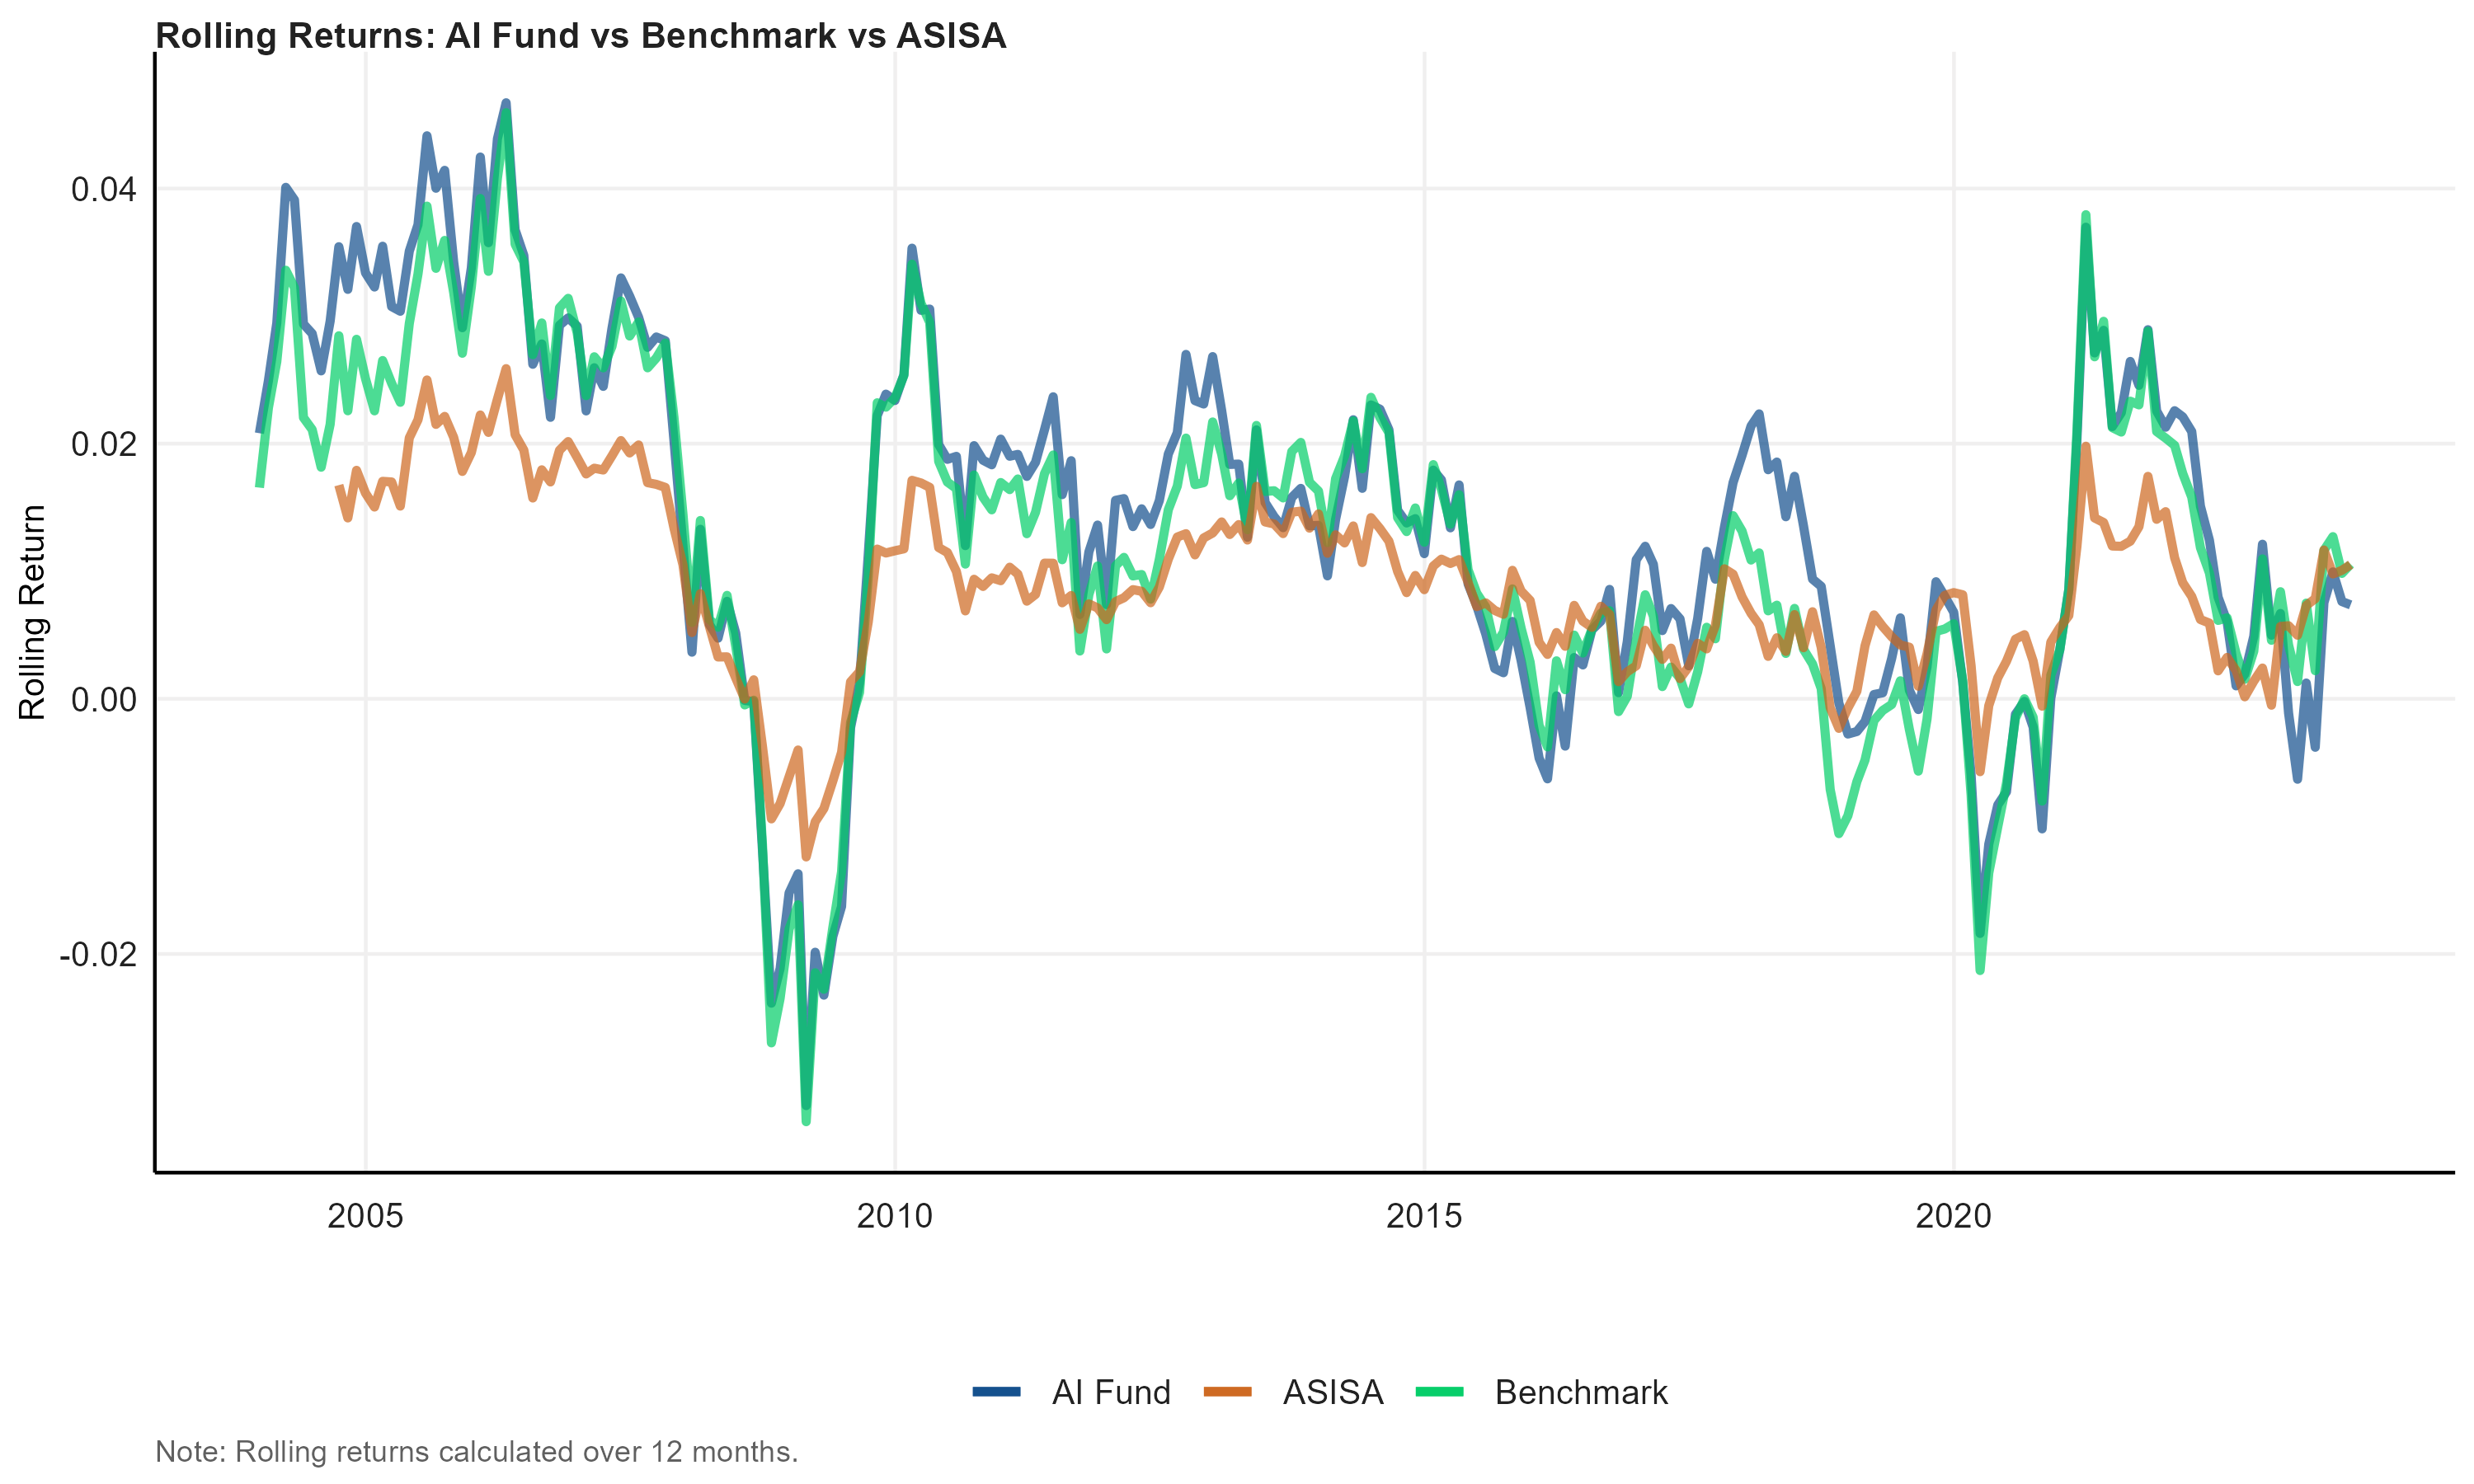 Rolling Returns: AI Fund vs Benchmark vs ASISA
Rolling Return
0.04
0.02
0.00
-0.02
2005 2010 2015 2020
AI Fund ASISA Benchmark
Note: Rolling returns calculated over 12 months.